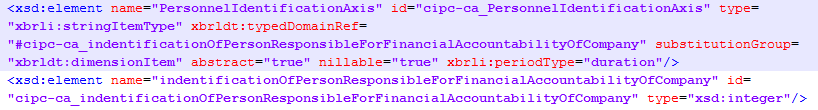 <xsd:element name="PersonnelIdentificationAxis" id="cipc-ca_PersonnelIdentificationAxis" type=
"xbrli:stringItemType" xbrldt:typedDomainRef=
"#cipc-ca_indentificationOfPersonResponsibleForFinancialAccountabilityOfCompany" substitutionGroup=
"xbrldt:dimensionItem" abstract="true" nillable="true" xbrli:periodType="duration"/>
<xsd:element name="indentificationOfPersonResponsibleForFinancialAccountabilityOfCompany" id=
"cipc-ca_indentificationOfPersonResponsibleForFinancialAccountabilityOfCompany" type="xsd:integer"/>